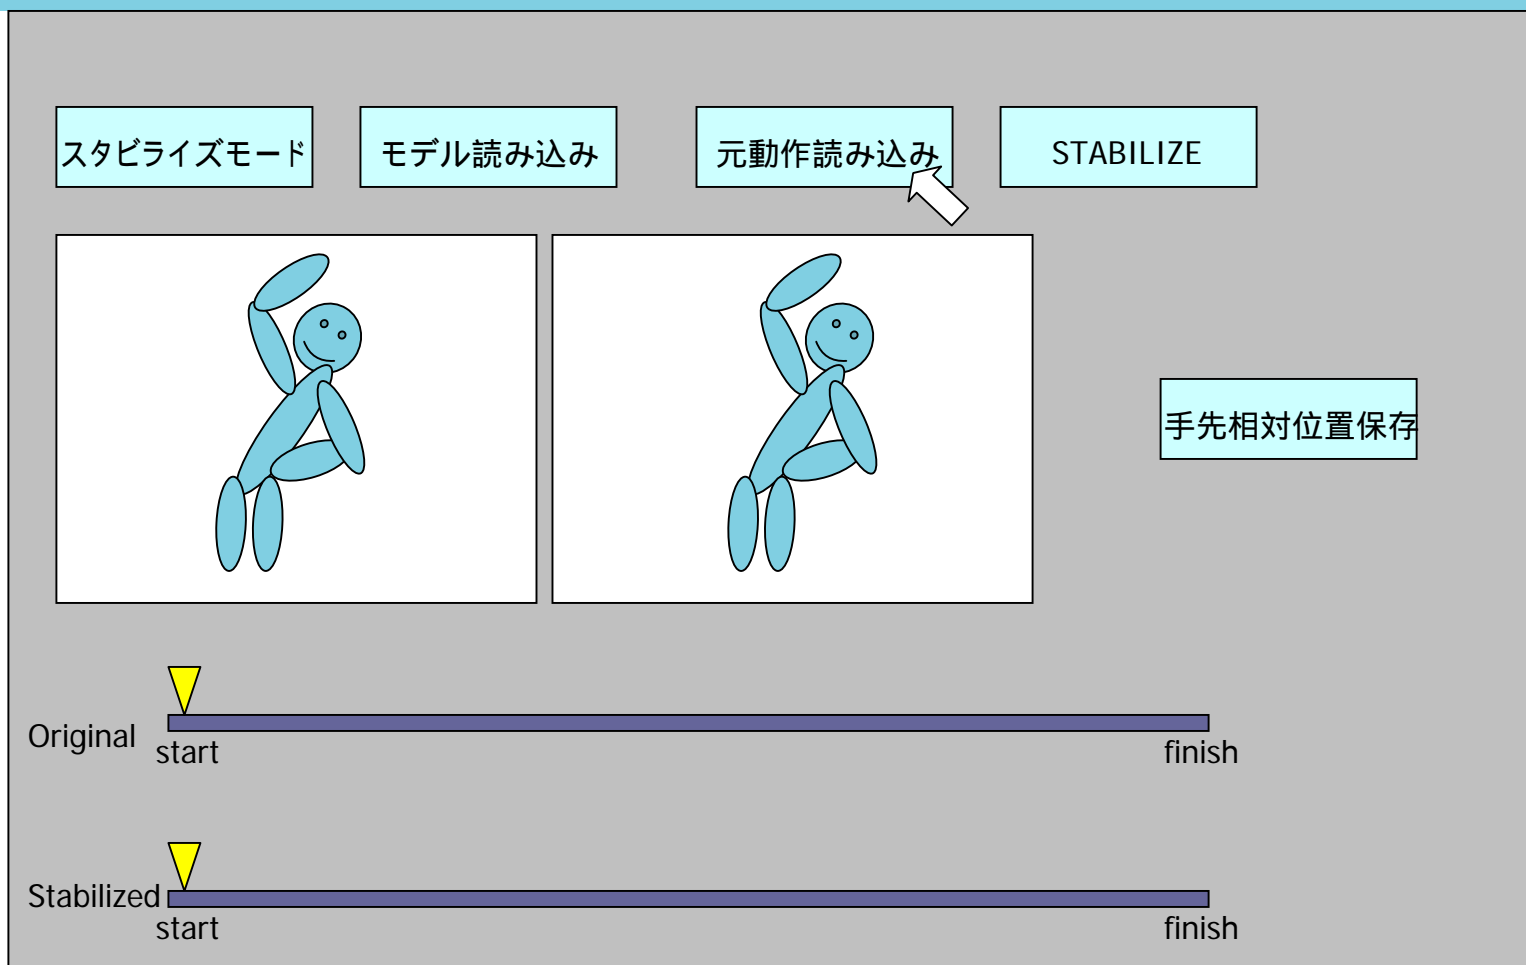 スタビライズモード
モデル読み込み
元動作読み込み
STABILIZE
手先相対位置保存
Original
start
finish
Stabilized
start
finish